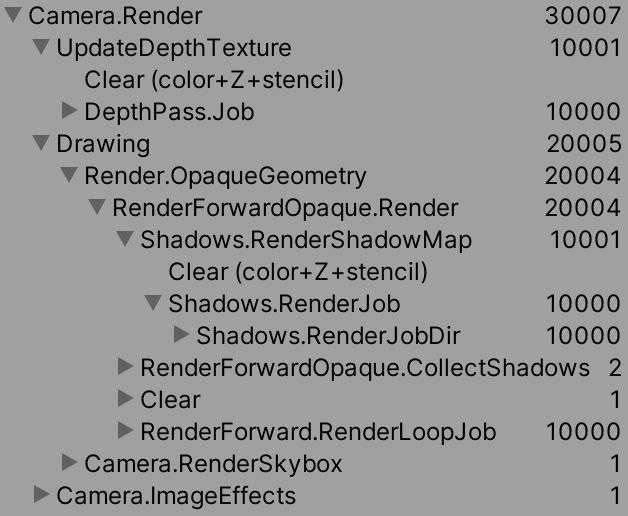 Camera.Render 30007
UpdateDepthTexture 10001
Clear (color+Z+stencil)
DepthPass.Job 10000
Drawing 20005
Render.OpaqueGeometry 20004
RenderForwardOpaque.Render 20004
Shadows.RenderShadowMap 10001
Clear (color+Z+stencil)
Shadows.RenderJob 10000
Shadows.RenderJobDir 10000
RenderForwardOpaque.CollectShadows 2
Clear 1
RenderForward.RenderLoopJob 10000
Camera.RenderSkybox 1
Camera.ImageEffects 1